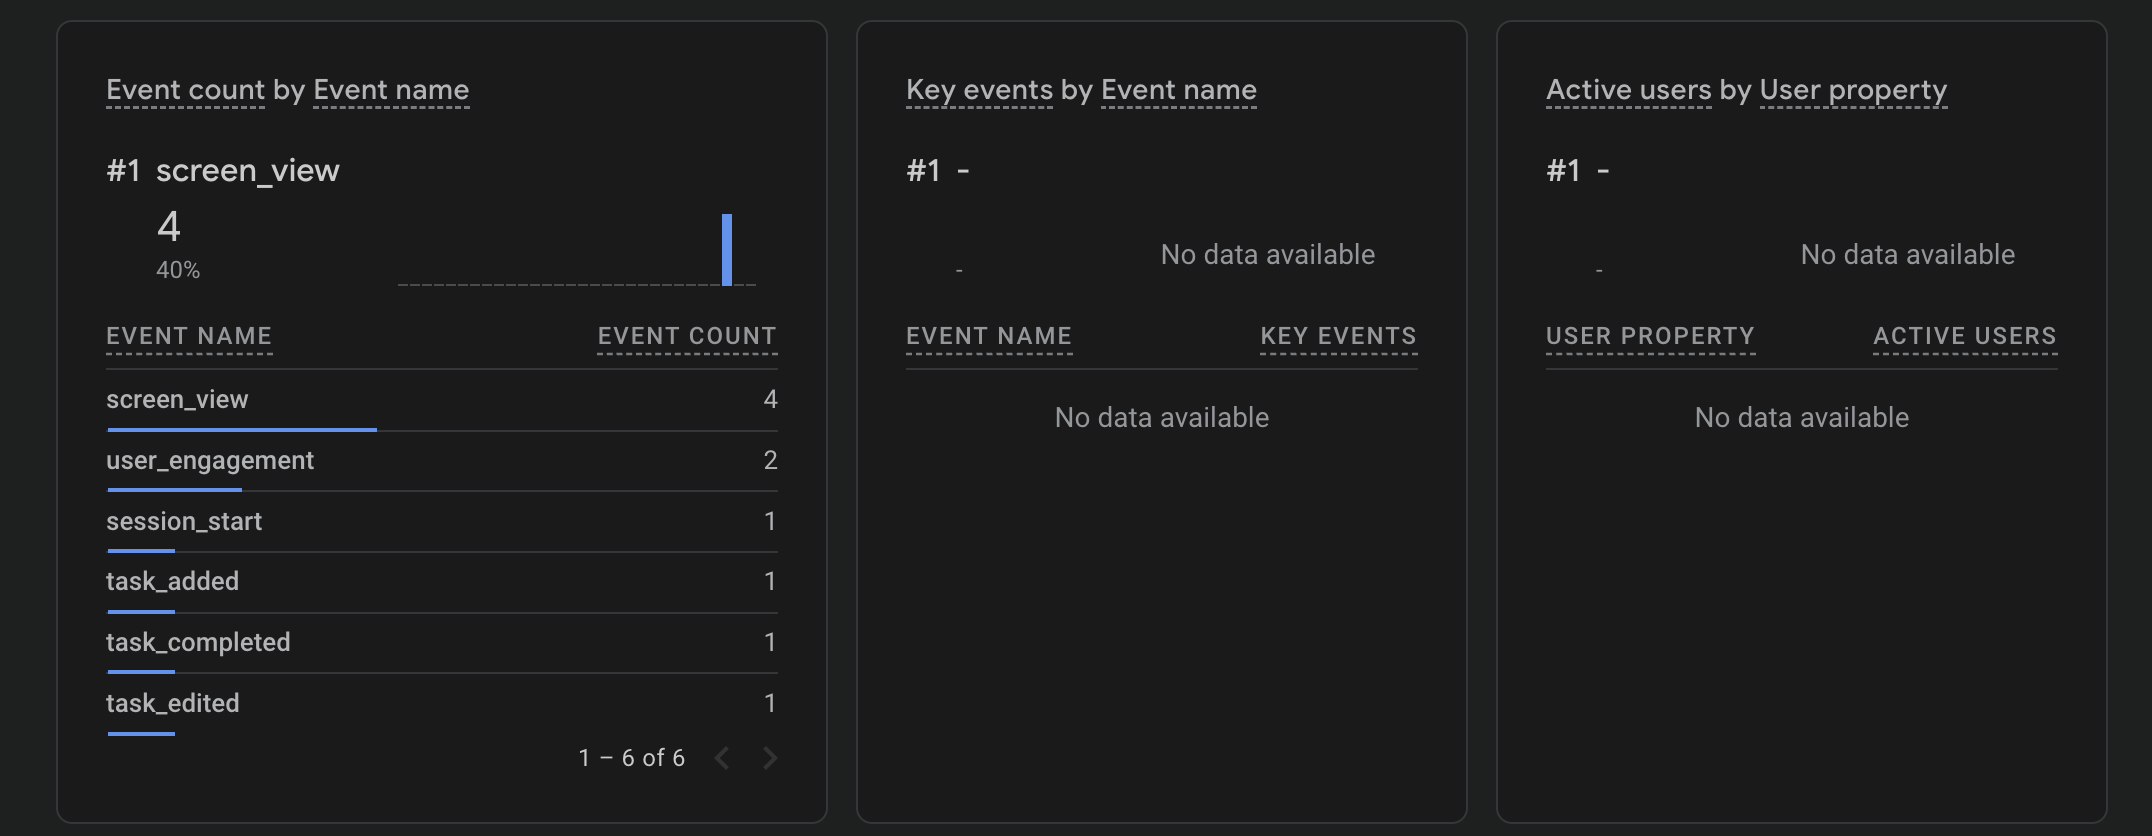 Event count by Event name
#1 screen_view
4
40%
EVENT NAME EVENT COUNT
screen_view 4
user_engagement 2
session_start 1
task_added 1
task_completed 1
task_edited 1
1 – 6 of 6
Key events by Event name
#1 -
-
No data available
EVENT NAME KEY EVENTS
No data available
Active users by User property
#1 -
-
No data available
USER PROPERTY ACTIVE USERS
No data available